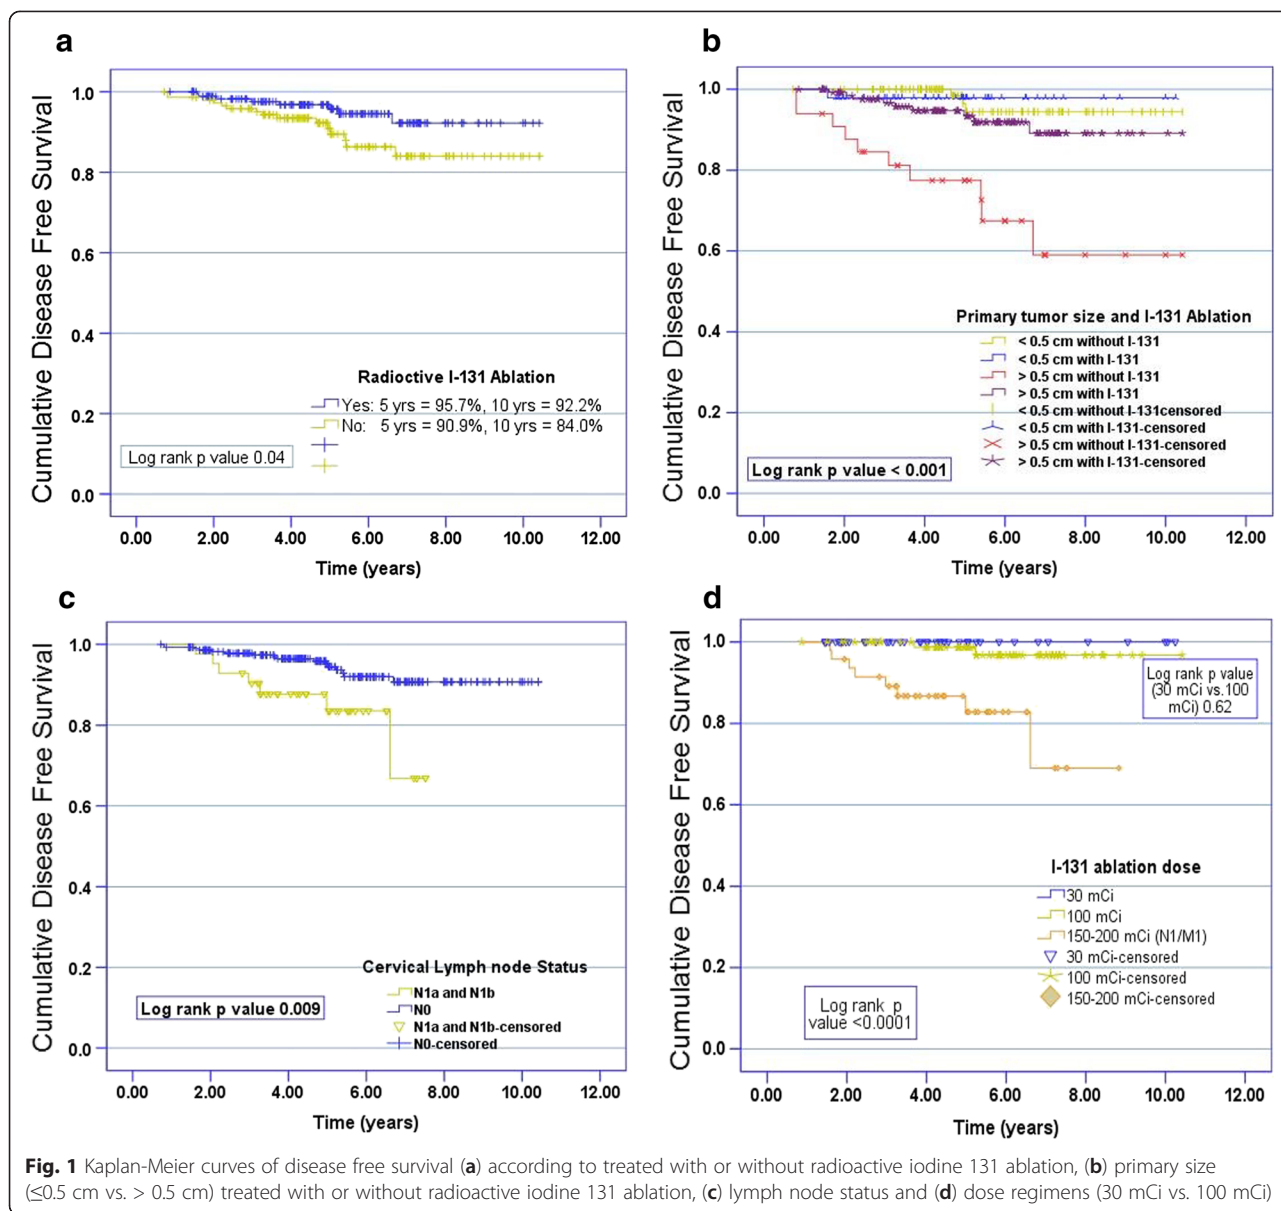 a
Cumulative Disease Free Survival
1.0
0.8
0.6
0.4
0.2
0.0
Radioctive I-131 Ablation
Yes: 5 yrs = 95.7%, 10 yrs = 92.2%
No: 5 yrs = 90.9%, 10 yrs = 84.0%
Log rank p value 0.04
0.00 2.00 4.00 6.00 8.00 10.00 12.00
Time (years)
b
Cumulative Disease Free Survival
1.0
0.8
0.6
0.4
0.2
0.0
Primary tumor size and I-131 Ablation
< 0.5 cm without I-131
< 0.5 cm with I-131
> 0.5 cm without I-131
> 0.5 cm with I-131
< 0.5 cm without I-131censored
< 0.5 cm with I-131-censored
> 0.5 cm without I-131-censored
> 0.5 cm with I-131-censored
Log rank p value < 0.001
0.00 2.00 4.00 6.00 8.00 10.00 12.00
Time (years)
c
Cumulative Disease Free Survival
1.0
0.8
0.6
0.4
0.2
0.0
Cervical Lymph node Status
N1a and N1b
N0
N1a and N1b-censored
N0-censored
Log rank p value 0.009
0.00 2.00 4.00 6.00 8.00 10.00 12.00
Time (years)
d
Cumulative Disease Free Survival
1.0
0.8
0.6
0.4
0.2
0.0
Log rank p value
(30 mCi vs.100
mCi) 0.62
I-131 ablation dose
30 mCi
100 mCi
150-200 mCi (N1/M1)
30 mCi-censored
100 mCi-censored
150-200 mCi-censored
Log rank p
value <0.0001
0.00 2.00 4.00 6.00 8.00 10.00 12.00
Time (years)
Fig. 1 Kaplan-Meier curves of disease free survival (a) according to treated with or without radioactive iodine 131 ablation, (b) primary size
(≤0.5 cm vs. > 0.5 cm) treated with or without radioactive iodine 131 ablation, (c) lymph node status and (d) dose regimens (30 mCi vs. 100 mCi)